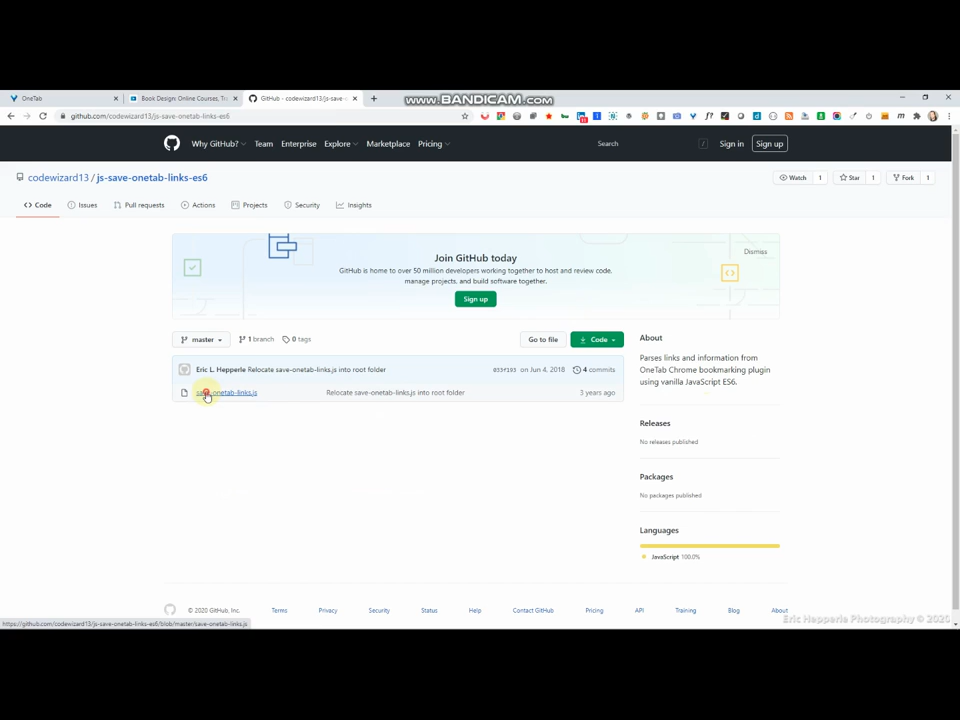 OneTab
Book Design: Online Courses, Tr
GitHub - codewizard13/js-save-o
www.BANDICAM.com
github.com/codewizard13/js-save-onetab-links-es6
Why GitHub?
Team
Enterprise
Explore
Marketplace
Pricing
Search
/
Sign in
Sign up
codewizard13 / js-save-onetab-links-es6
Watch 1
Star 1
Fork 1
Code
Issues
Pull requests
Actions
Projects
Security
Insights
Join GitHub today
GitHub is home to over 50 million developers working together to host and review code,
manage projects, and build software together.
Sign up
Dismiss
master
1 branch
0 tags
Go to file
Code
Eric L. Hepperle Relocate save-onetab-links.js into root folder
on Jun 4, 2018
4 commits
save-onetab-links.js
Relocate save-onetab-links.js into root folder
3 years ago
About
Parses links and information from
OneTab Chrome bookmarking plugin
using vanilla JavaScript ES6.
Releases
No releases published
Packages
No packages published
Languages
JavaScript 100.0%
© 2020 GitHub, Inc.
Terms
Privacy
Security
Status
Help
Contact GitHub
Pricing
API
Training
Blog
About
https://github.com/codewizard13/js-save-onetab-links-es6/blob/master/save-onetab-links.js
Eric Hepperle Photography © 2020